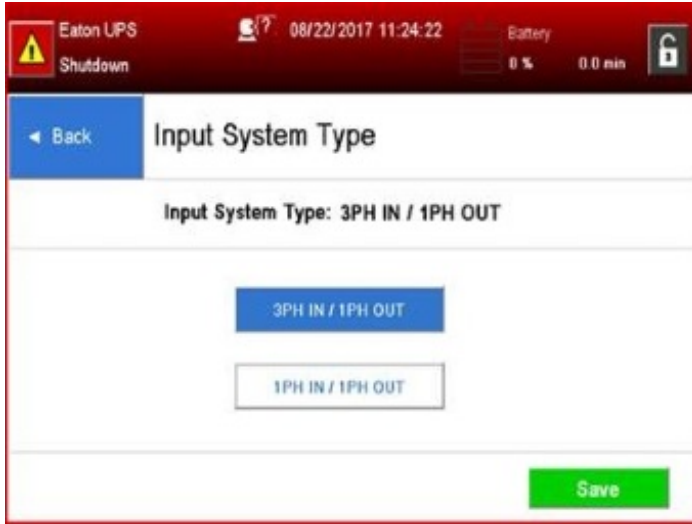 Eaton UPS 08/22/2017 11:24:22 Battery
Shutdown 0 % 0.0 min
◄ Back Input System Type
Input System Type: 3PH IN / 1PH OUT
3PH IN / 1PH OUT
1PH IN / 1PH OUT
Save